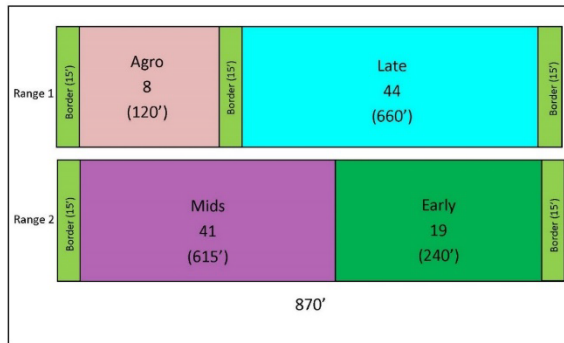 Range 1
Border (15')
Agro
8
(120')
Border (15')
Late
44
(660')
Border (15')
Range 2
Border (15')
Mids
41
(615')
Early
19
(240')
Border (15')
870'